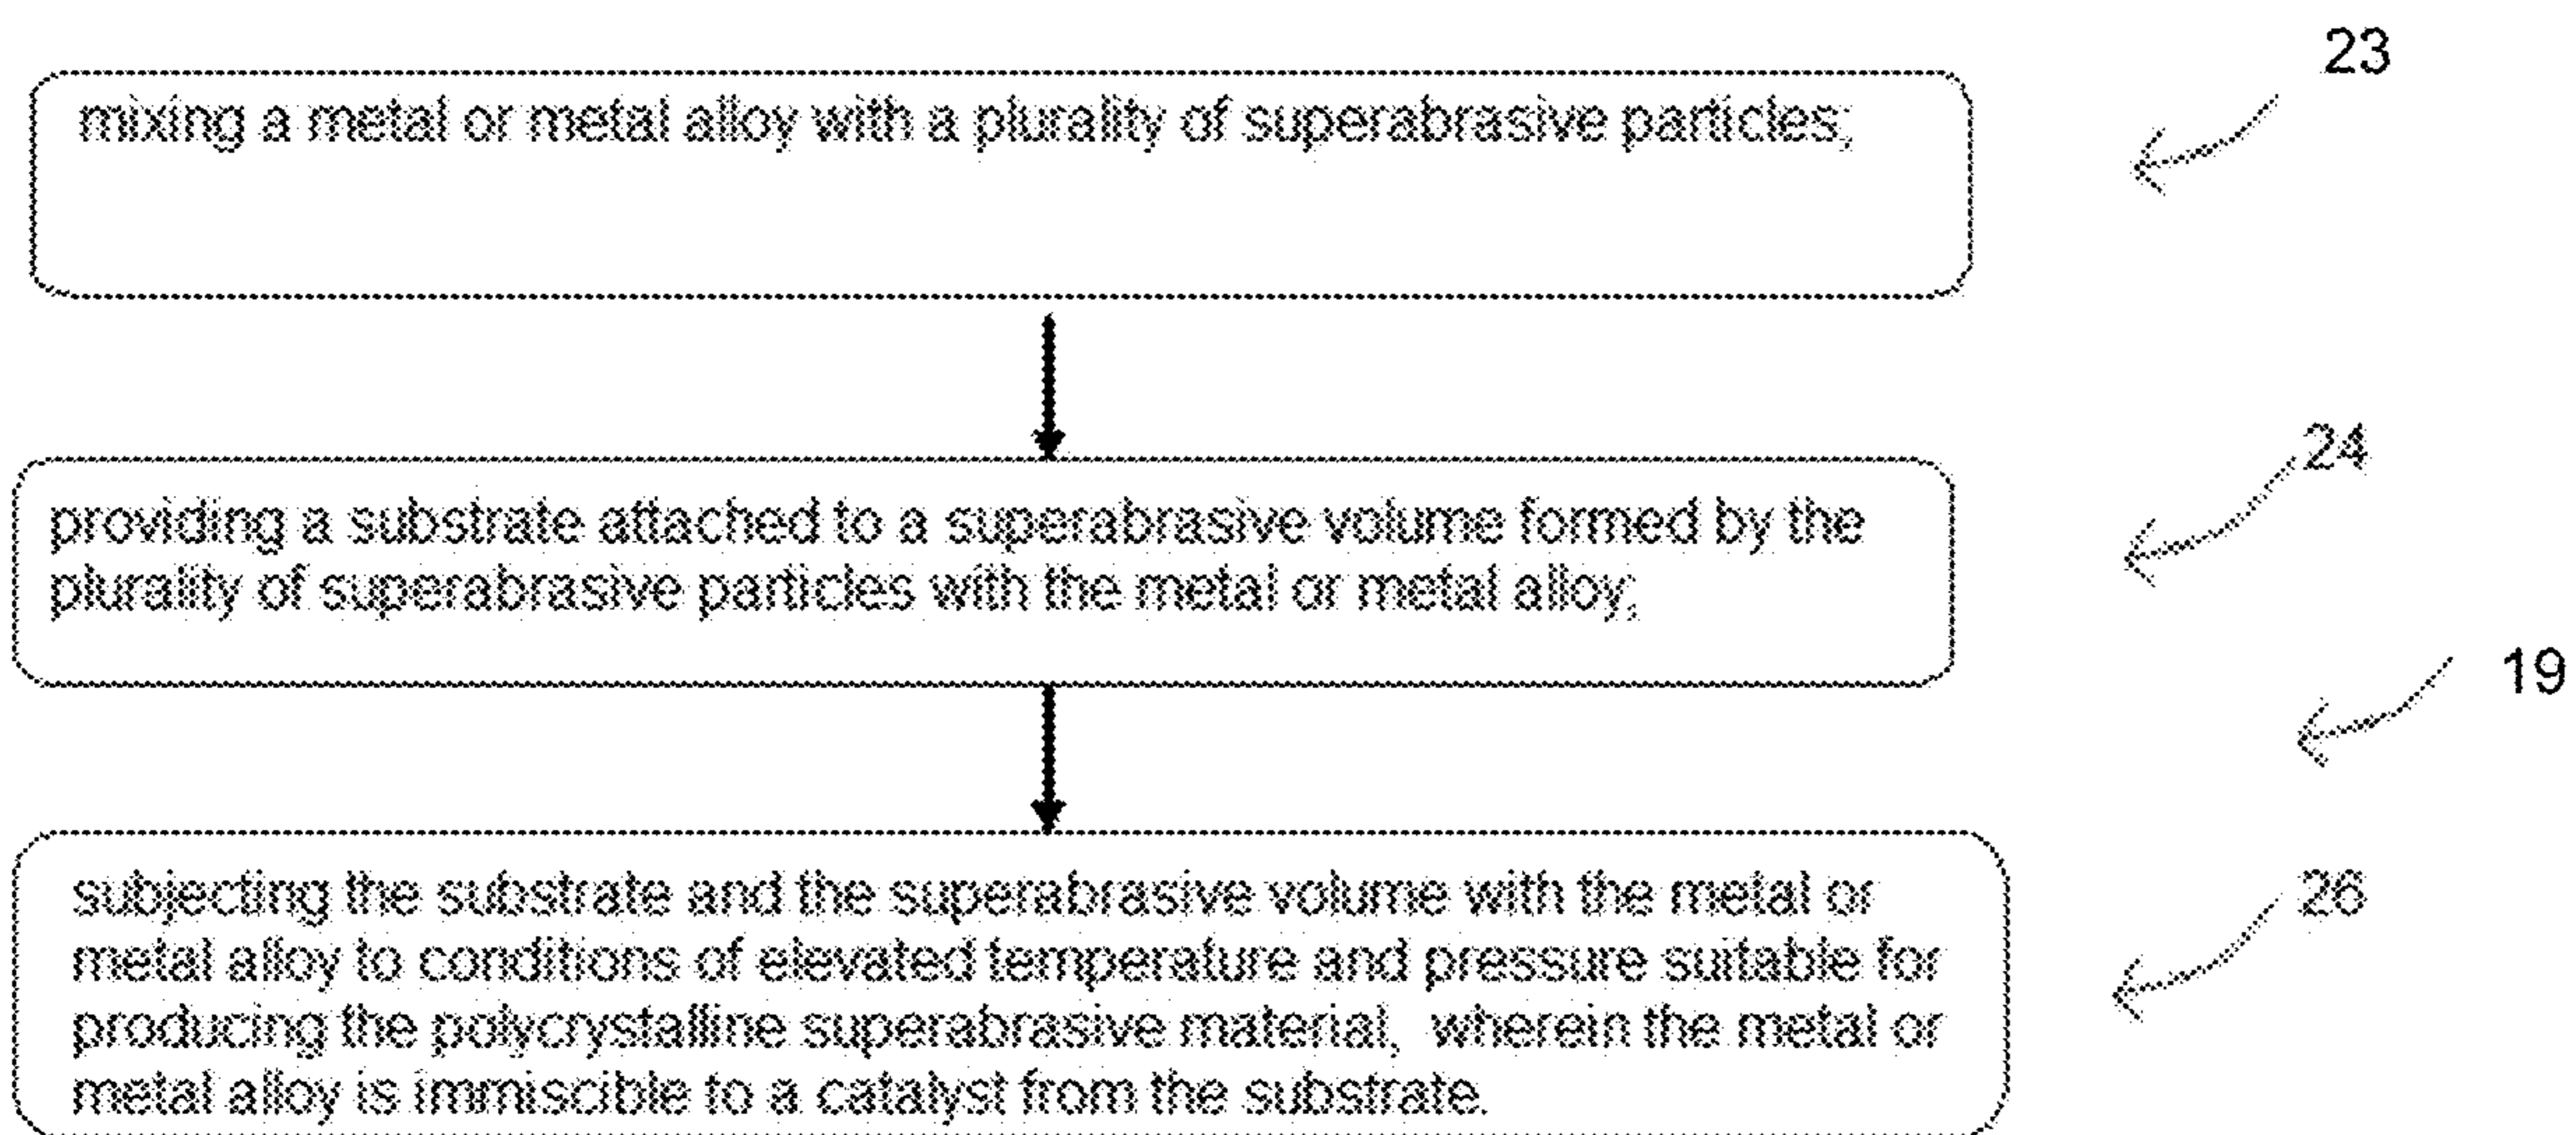 23
mixing a metal or metal alloy with a plurality of superabrasive particles;
24
providing a substrate attached to a superabrasive volume formed by the
plurality of superabrasive particles with the metal or metal alloy;
19
26
subjecting the substrate and the superabrasive volume with the metal or
metal alloy to conditions of elevated temperature and pressure suitable for
producing the polycrystalline superabrasive material, wherein the metal or
metal alloy is immiscible to a catalyst from the substrate.